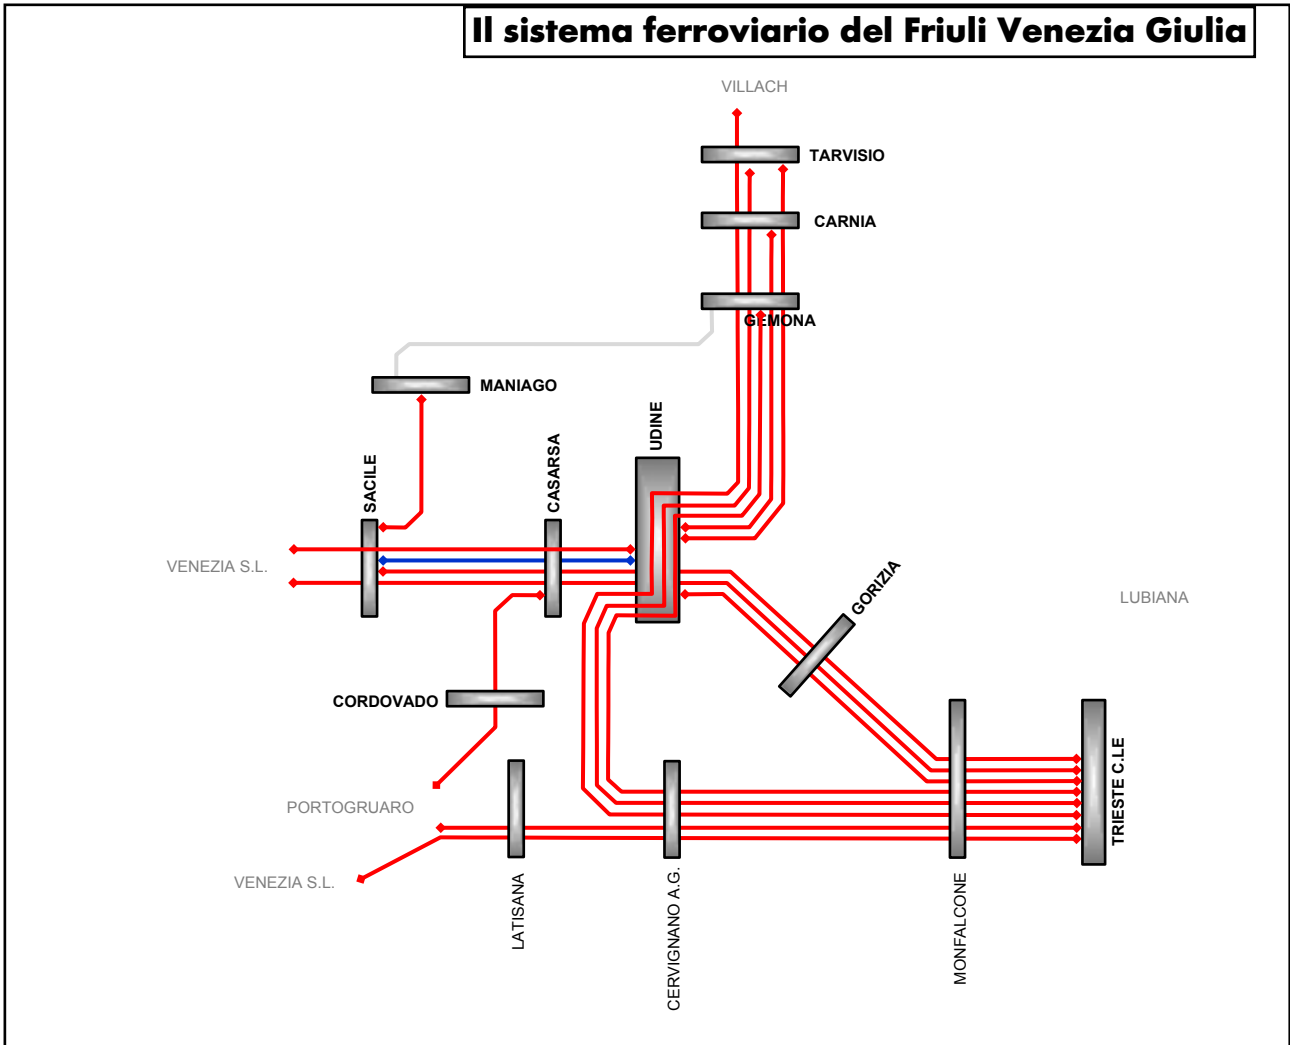 Il sistema ferroviario del Friuli Venezia Giulia
VILLACH
TARVISIO
CARNIA
GEMONA
MANIAGO
UDINE
CASARSA
SACILE
VENEZIA S.L.
GORIZIA
LUBIANA
CORDOVADO
PORTOGRUARO
TRIESTE C.LE
VENEZIA S.L.
LATISANA
CERVIGNANO A.G.
MONFALCONE